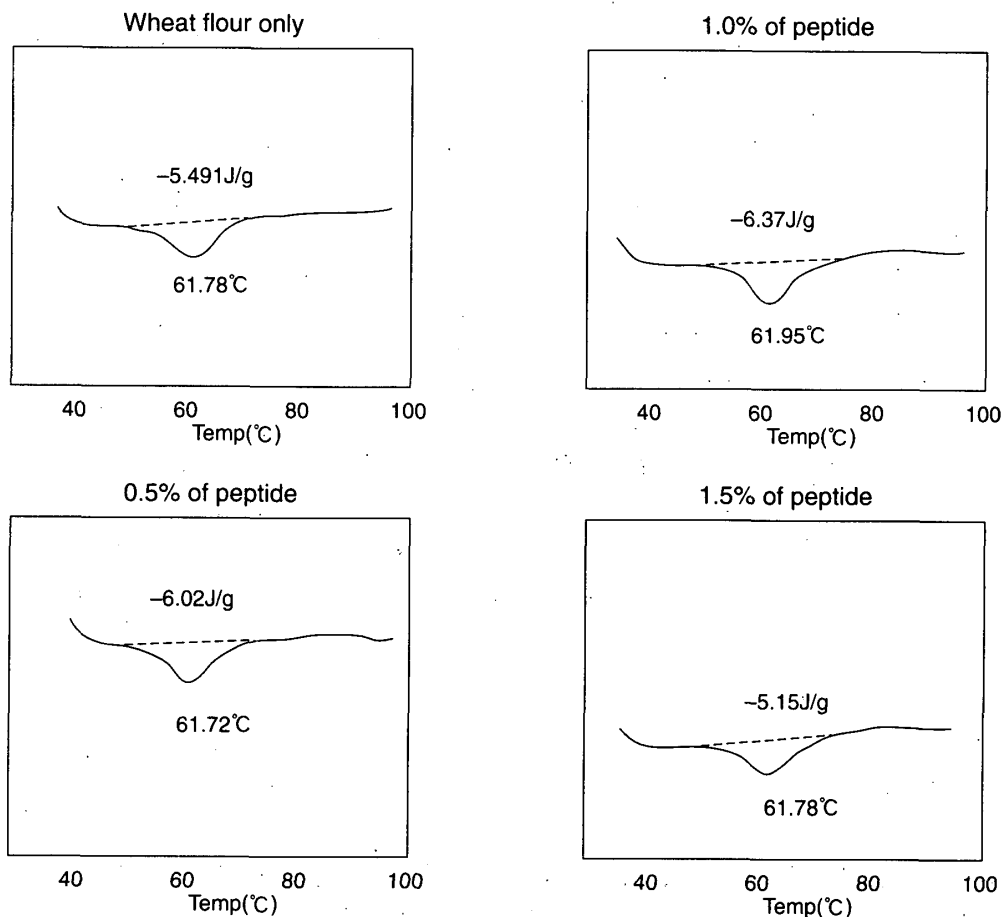 Wheat flour only
−5.491J/g
61.78℃
40 60 80 100
Temp(℃)
1.0% of peptide
−6.37J/g
61.95℃
40 60 80 100
Temp(℃)
0.5% of peptide
−6.02J/g
61.72℃
40 60 80 100
Temp(℃)
1.5% of peptide
−5.15J/g
61.78℃
40 60 80 100
Temp(℃)